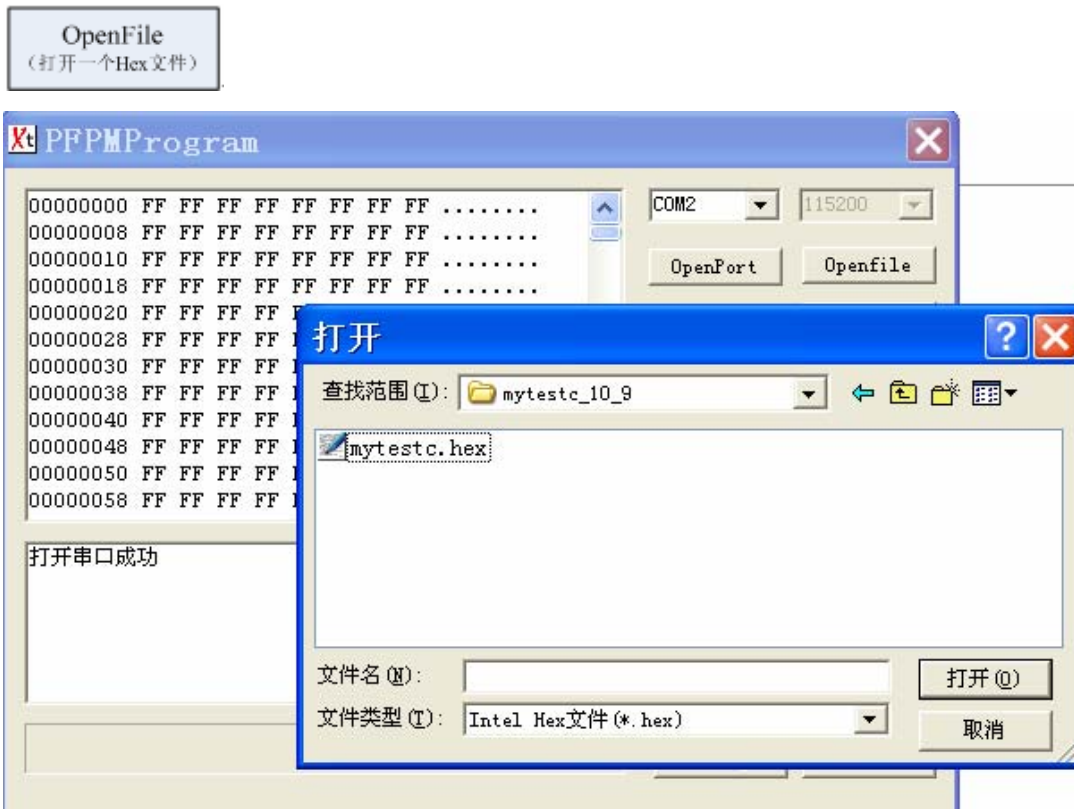 OpenFile
（打开一个Hex文件）
Xt PFPMProgram
00000000 FF FF FF FF FF FF FF FF ........
00000008 FF FF FF FF FF FF FF FF ........
00000010 FF FF FF FF FF FF FF FF ........
00000018 FF FF FF FF FF FF FF FF ........
00000020 FF FF FF FF
00000028 FF FF FF FF
00000030 FF FF FF FF
00000038 FF FF FF FF
00000040 FF FF FF FF
00000048 FF FF FF FF
00000050 FF FF FF FF
00000058 FF FF FF FF
COM2 115200
OpenPort Openfile
打开串口成功
打开
查找范围(I): mytestc_10_9
mytestc.hex
文件名(N):
打开(O)
文件类型(T): Intel Hex文件(*.hex)
取消